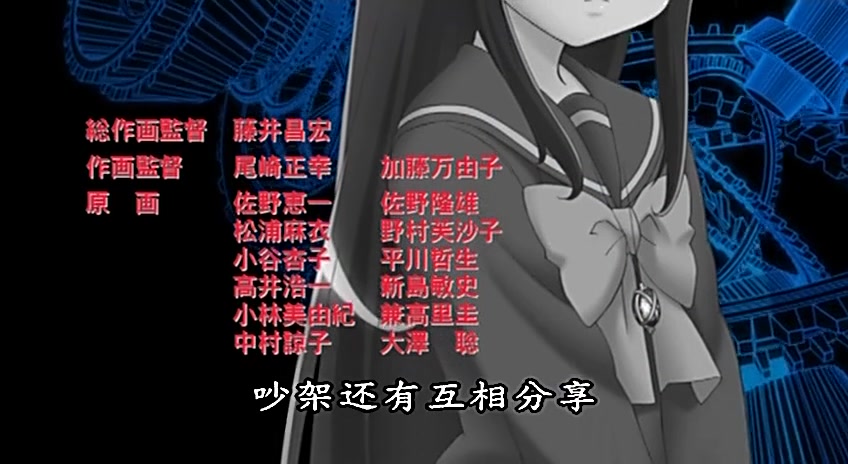 総作画監督 藤井昌宏
作画監督 尾崎正幸 加藤万由子
原 画 佐野恵一 佐野隆雄
松浦麻衣 野村芙沙子
小谷杏子 平川哲生
高井浩一 新島敏史
小林美由紀 兼高里圭
中村諒子 大澤 聡
吵架还有互相分享